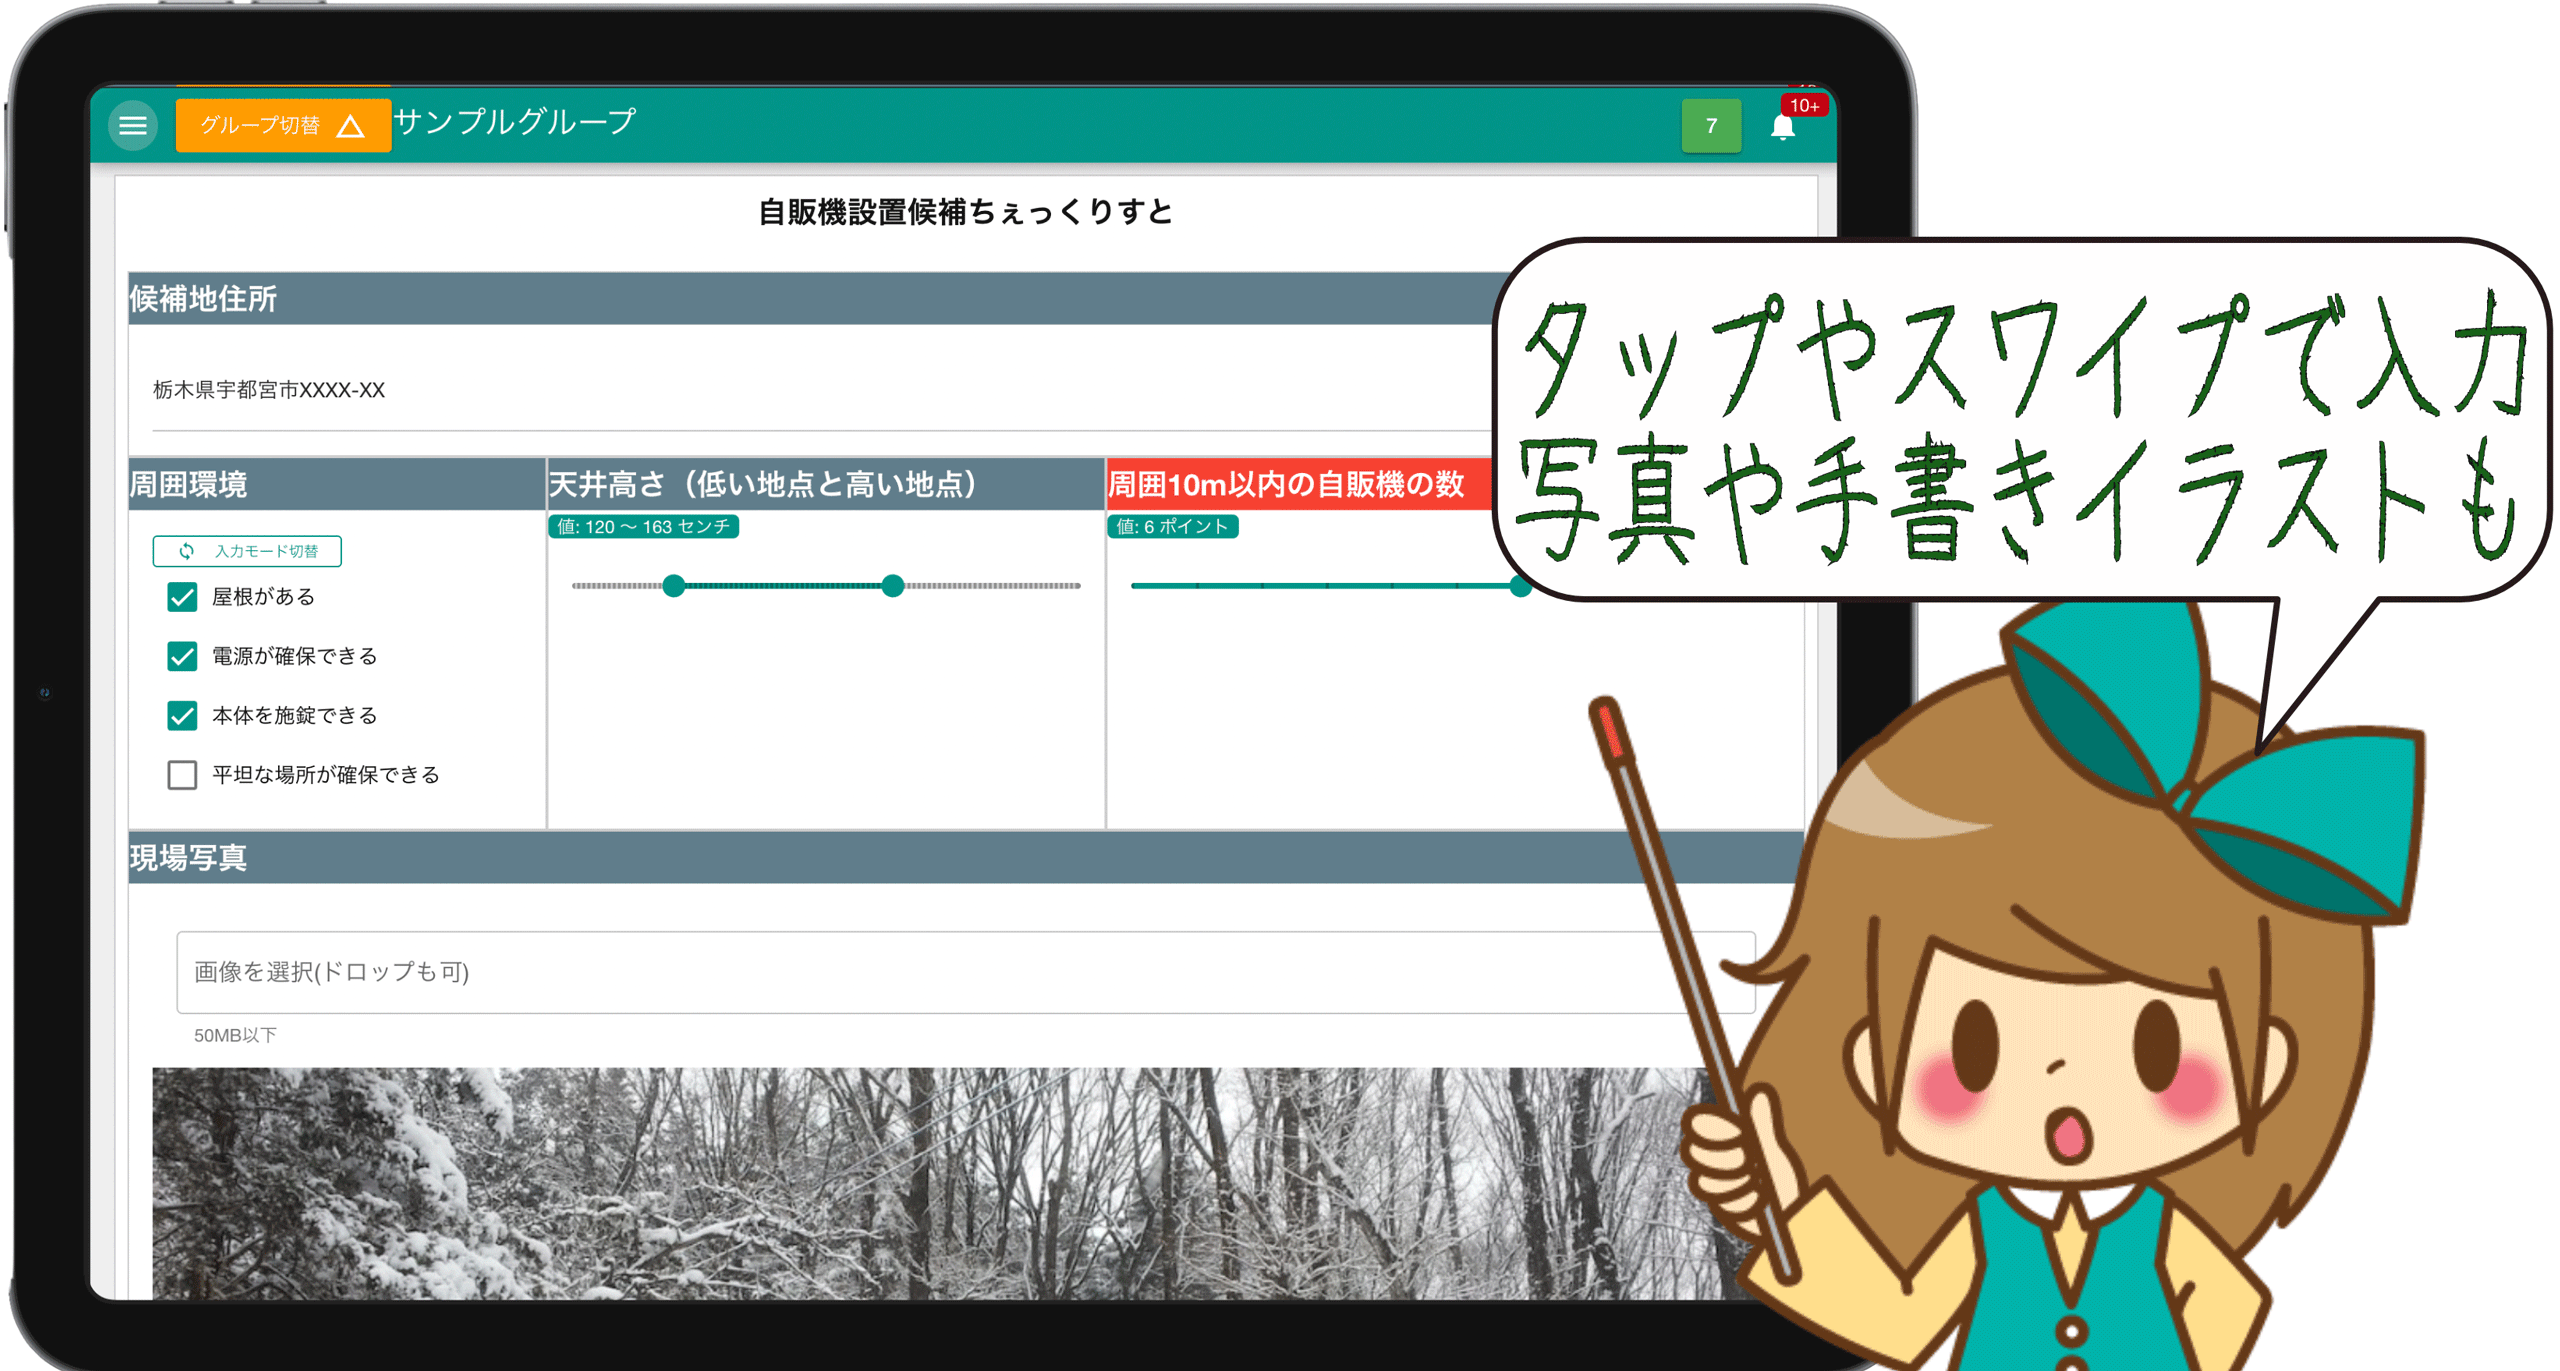 グループ切替 サンプルグループ 7 10+
自販機設置候補ちぇっくりすと
候補地住所
栃木県宇都宮市XXXX-XX
周囲環境
入力モード切替
屋根がある
電源が確保できる
本体を施錠できる
平坦な場所が確保できる
天井高さ（低い地点と高い地点）
値: 120 ～ 163 センチ
周囲10m以内の自販機の数
値: 6 ポイント
現場写真
画像を選択(ドロップも可)
50MB以下
タップやスワイプで入力
写真や手書きイラストも